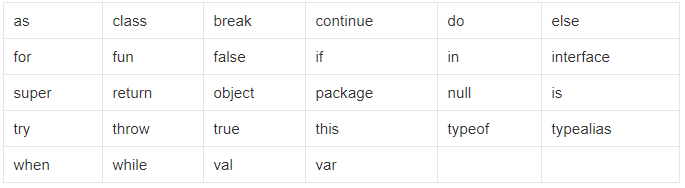 as class break continue do else
for fun false if in interface
super return object package null is
try throw true this typeof typealias
when while val var